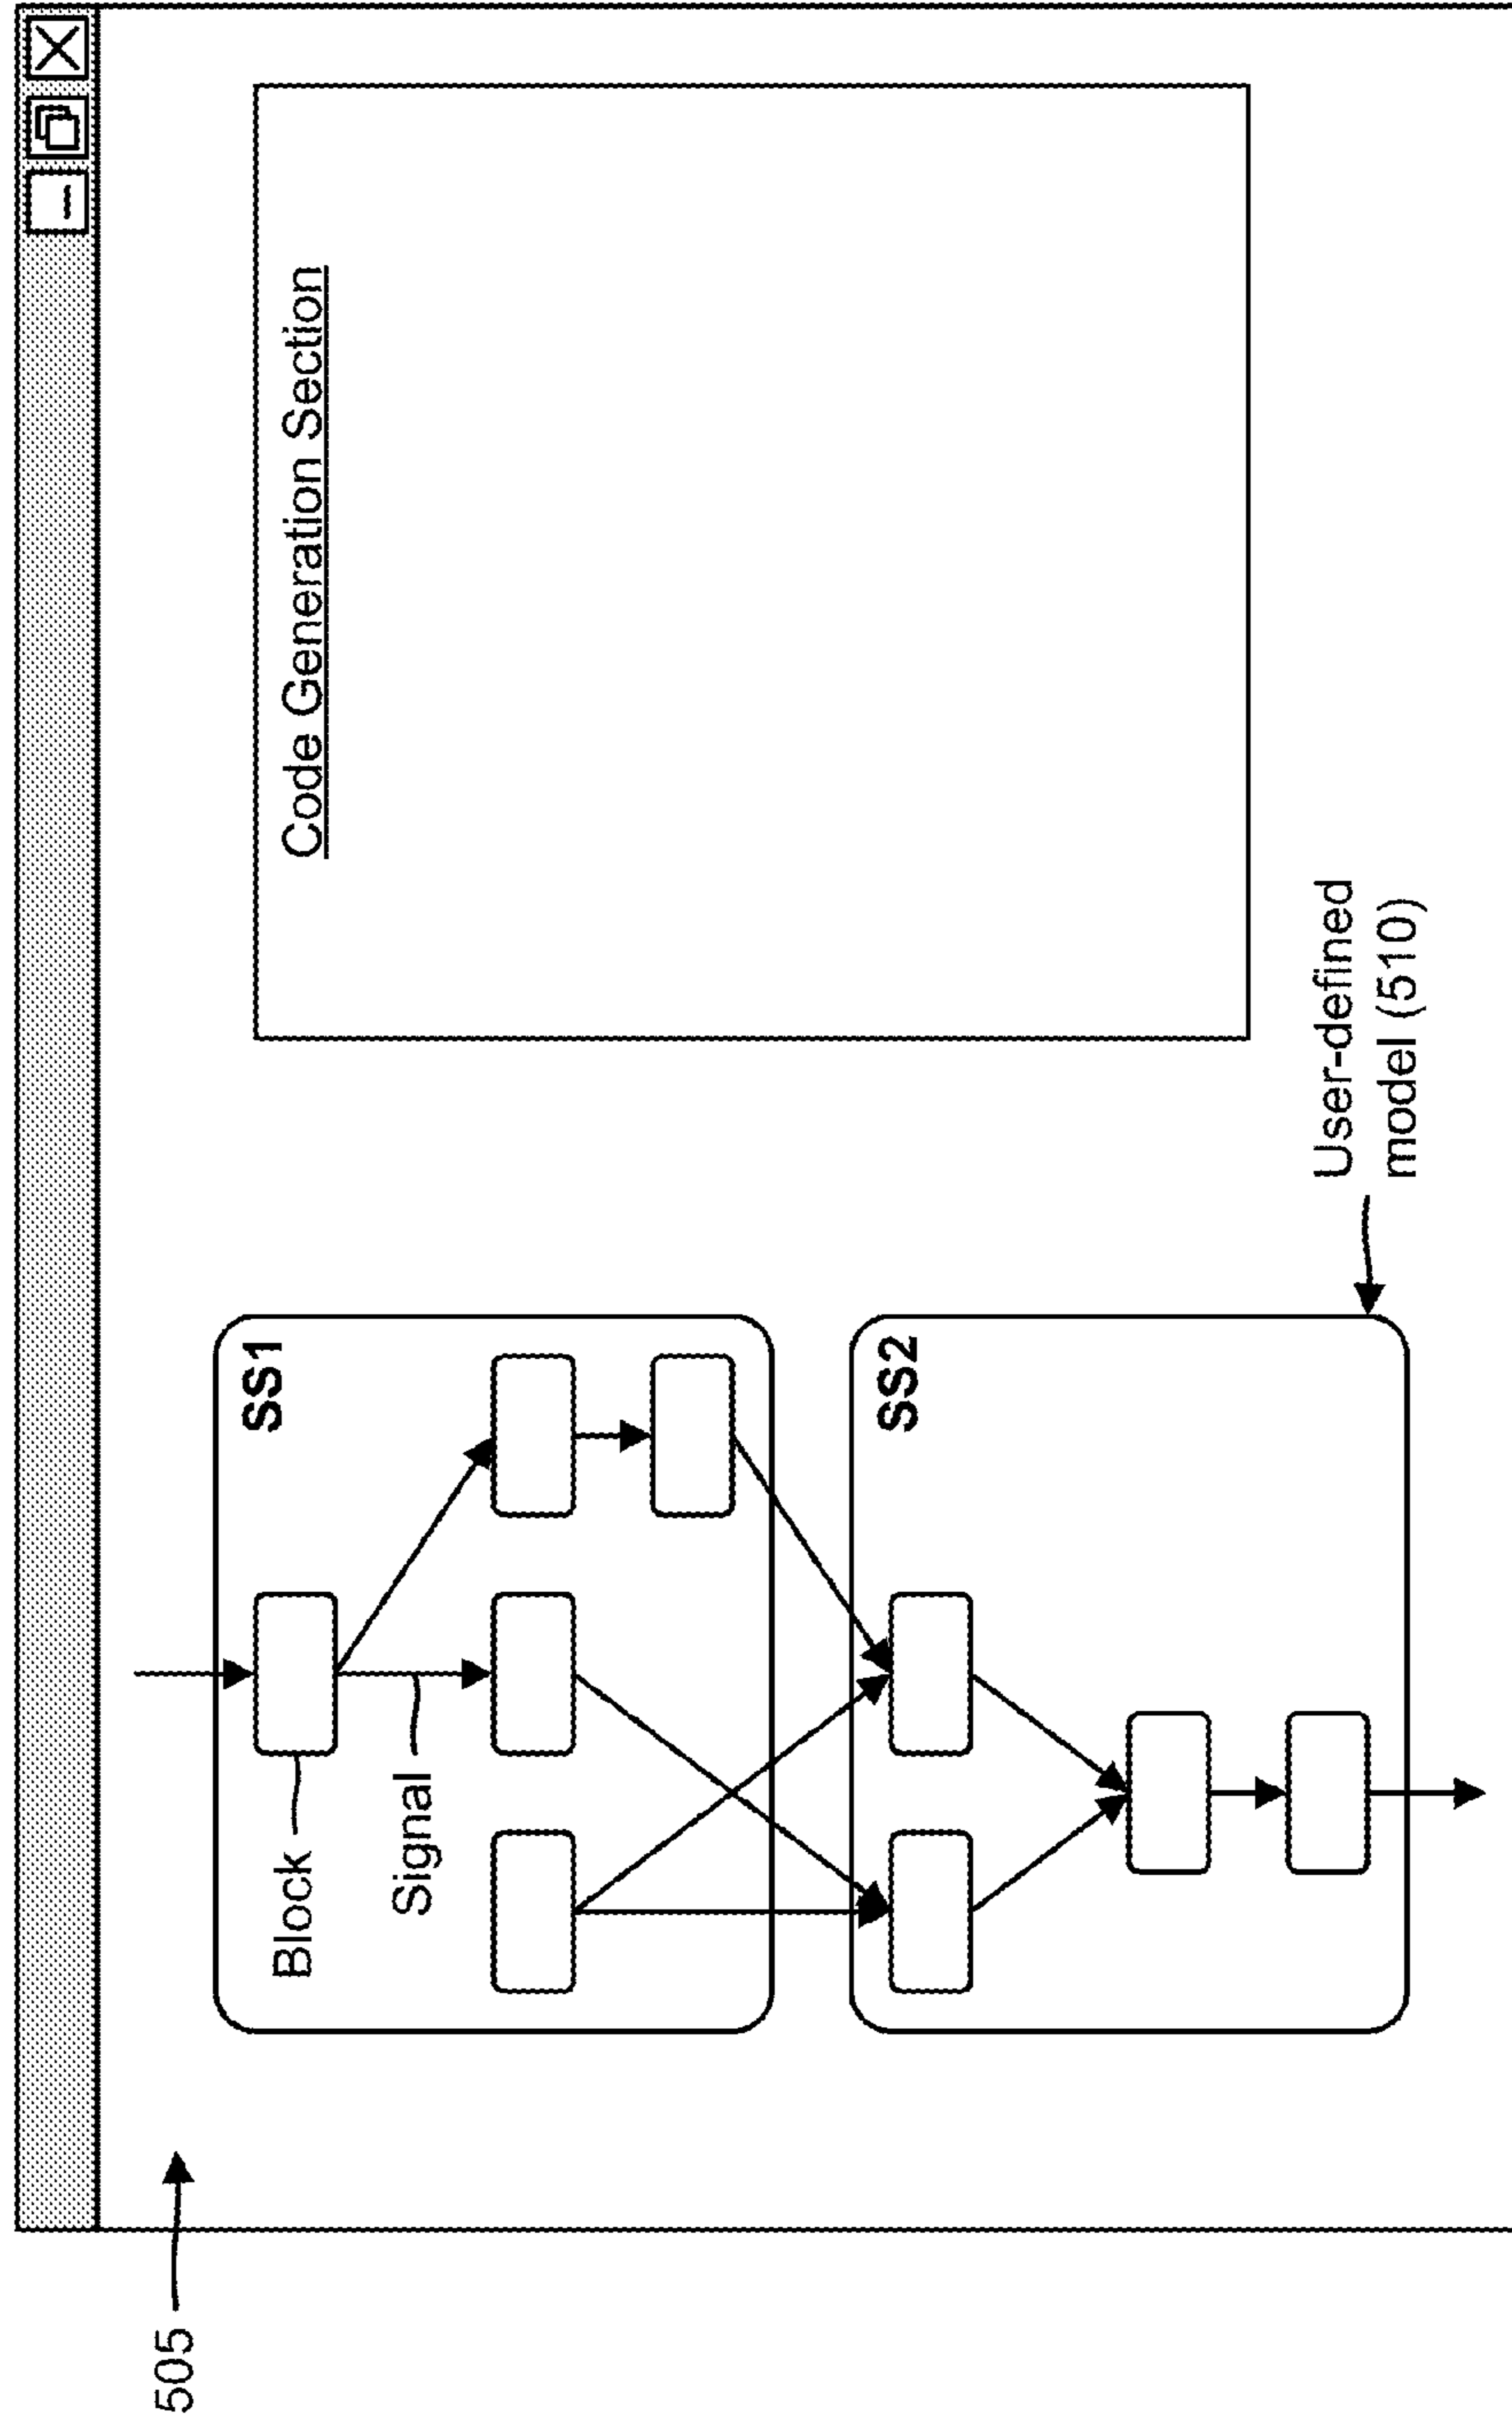 505
SS1
Block
Signal
SS2
User-defined
model (510)
Code Generation Section